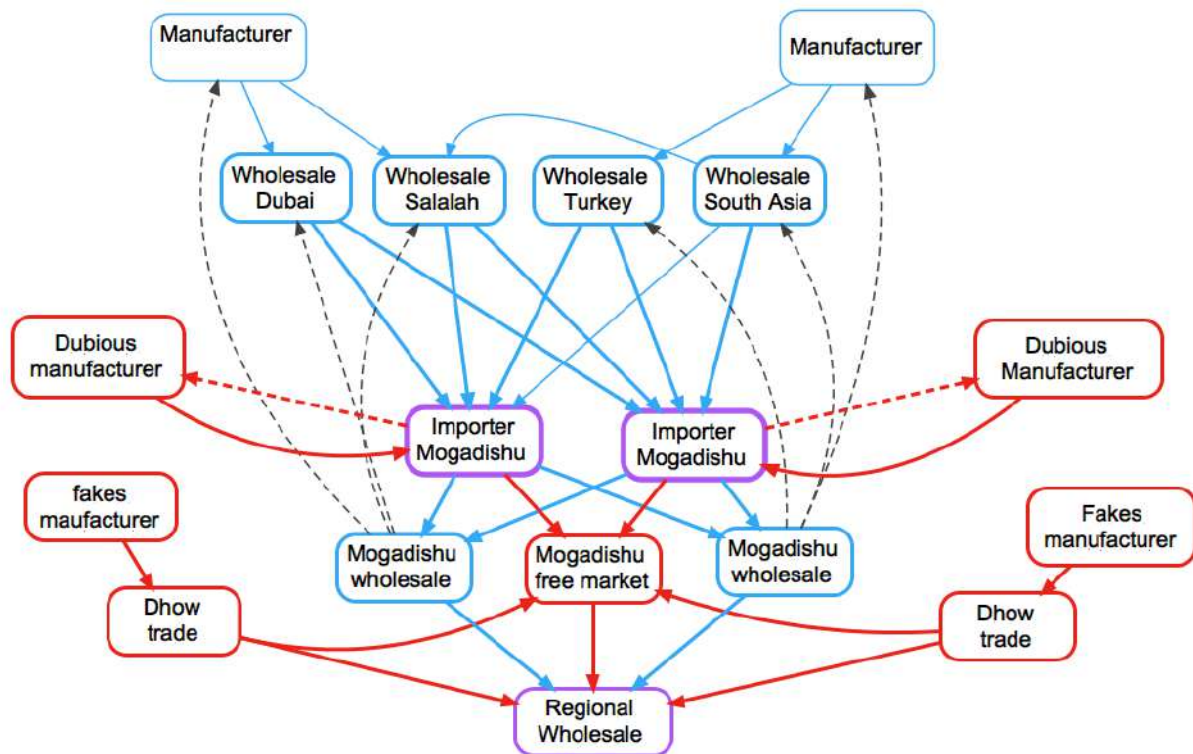 Manufacturer
Manufacturer
Wholesale
Dubai
Wholesale
Salalah
Wholesale
Turkey
Wholesale
South Asia
Dubious
manufacturer
Dubious
Manufacturer
Importer
Mogadishu
Importer
Mogadishu
fakes
maufacturer
Fakes
manufacturer
Mogadishu
wholesale
Mogadishu
free market
Mogadishu
wholesale
Dhow
trade
Dhow
trade
Regional
Wholesale